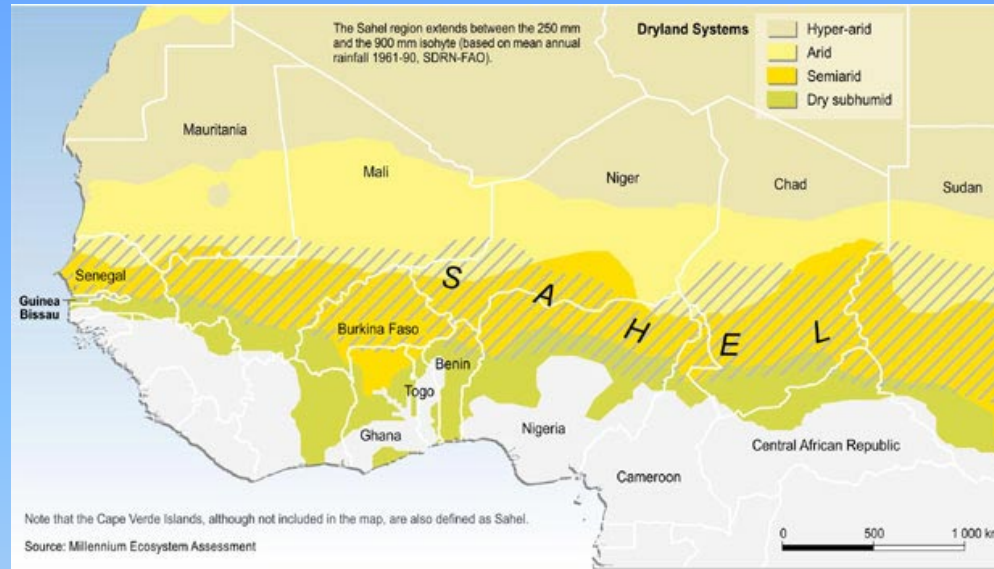 The Sahel region extends between the 250 mm
and the 900 mm isohyte (based on mean annual
rainfall 1961-90, SDRN-FAO).
Dryland Systems
Hyper-arid
Arid
Semiarid
Dry subhumid
Mauritania
Mali
Niger
Chad
Sudan
Senegal
Guinea
Bissau
Burkina Faso
Benin
Togo
Ghana
Nigeria
Cameroon
Central African Republic
S A H E L
Note that the Cape Verde Islands, although not included in the map, are also defined as Sahel.
Source: Millennium Ecosystem Assessment
0 500 1 000 km